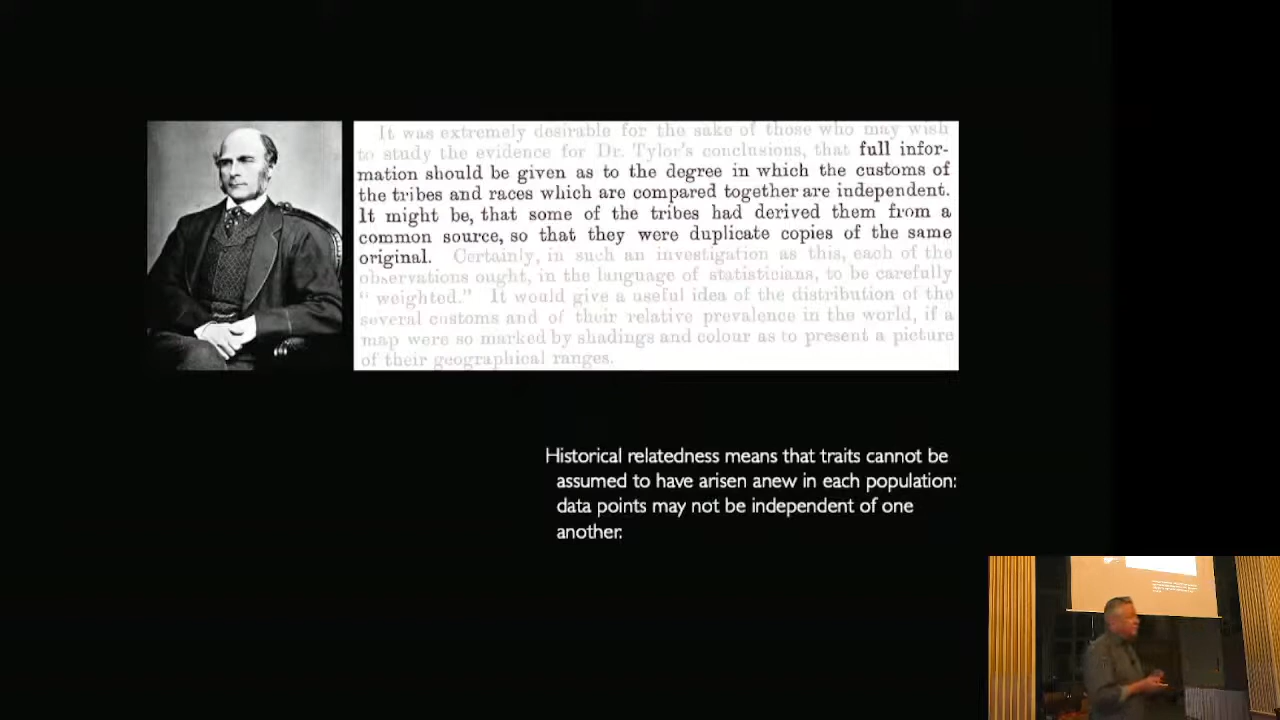 It was extremely desirable for the sake of those who may wish
to study the evidence for Dr. Tylor's conclusions, that full infor-
mation should be given as to the degree in which the customs of
the tribes and races which are compared together are independent.
It might be, that some of the tribes had derived them from a
common source, so that they were duplicate copies of the same
original. Certainly, in such an investigation as this, each of the
observations ought, in the language of statisticians, to be carefully
“ weighted.” It would give a useful idea of the distribution of the
several customs and of their relative prevalence in the world, if a
map were so marked by shadings and colour as to present a picture
of their geographical ranges.
Historical relatedness means that traits cannot be
assumed to have arisen anew in each population:
data points may not be independent of one
another.